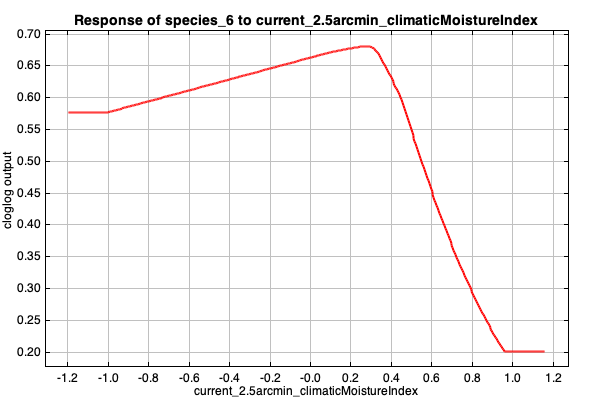 Response of species_6 to current_2.5arcmin_climaticMoistureIndex
0.70
0.65
0.60
0.55
0.50
0.45
0.40
0.35
0.30
0.25
0.20
cloglog output
-1.2 -1.0 -0.8 -0.6 -0.4 -0.2 -0.0 0.2 0.4 0.6 0.8 1.0 1.2
current_2.5arcmin_climaticMoistureIndex